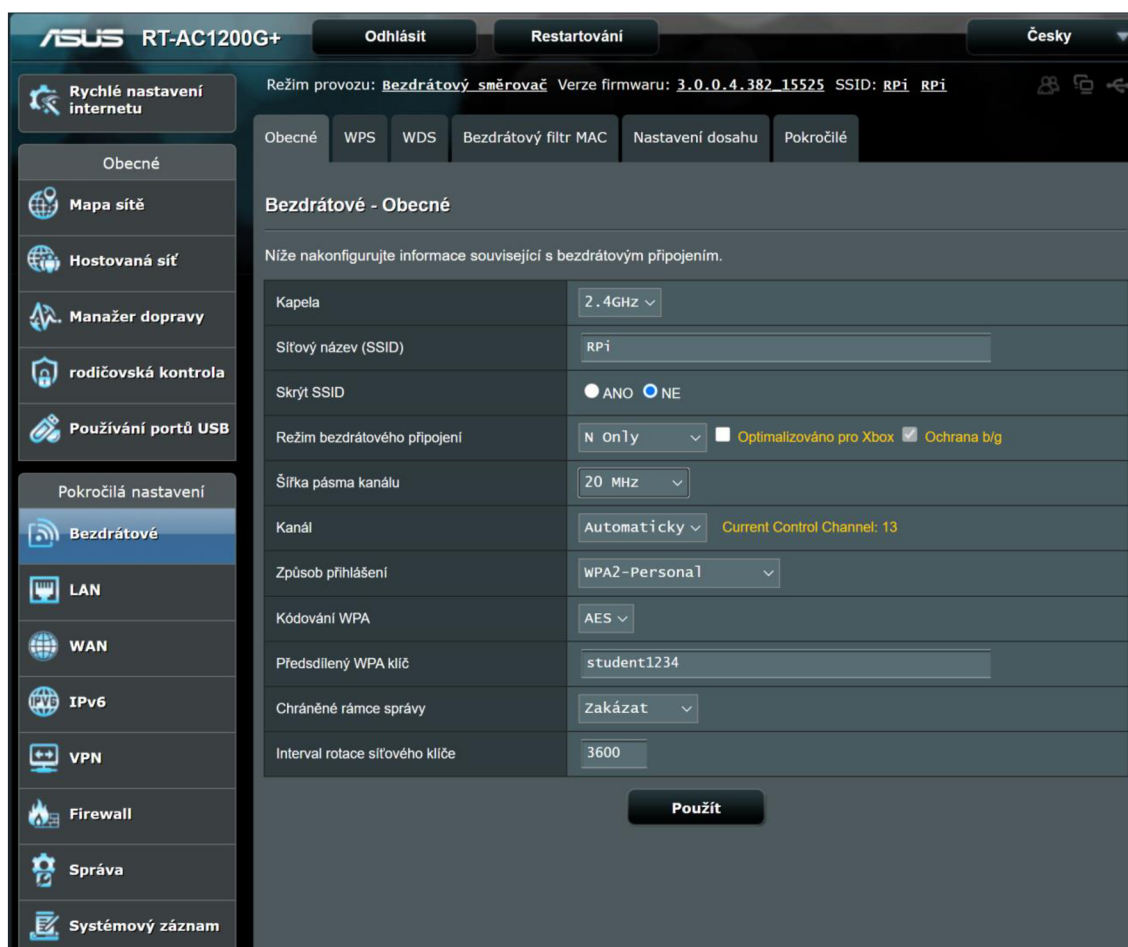 ASUS RT-AC1200G+ Odhlásit Restartování Česky
Rychlé nastavení internetu
Režim provozu: Bezdrátový směrovač Verze firmwaru: 3.0.0.4.382_15525 SSID: RPi RPi
Obecné WPS WDS Bezdrátový filtr MAC Nastavení dosahu Pokročilé
Obecné
Mapa sítě
Hostovaná síť
Manažer dopravy
rodičovská kontrola
Používání portů USB
Pokročilá nastavení
Bezdrátové
LAN
WAN
IPv6
VPN
Firewall
Správa
Systémový záznam
Bezdrátové - Obecné
Níže nakonfigurujte informace související s bezdrátovým připojením.
Kapela 2.4GHz
Síťový název (SSID) RPi
Skrýt SSID ANO NE
Režim bezdrátového připojení N Only Optimalizováno pro Xbox Ochrana b/g
Šířka pásma kanálu 20 MHz
Kanál Automaticky Current Control Channel: 13
Způsob přihlášení WPA2-Personal
Kódování WPA AES
Předsdílený WPA klíč student1234
Chráněné rámce správy Zakázat
Interval rotace síťového klíče 3600
Použít